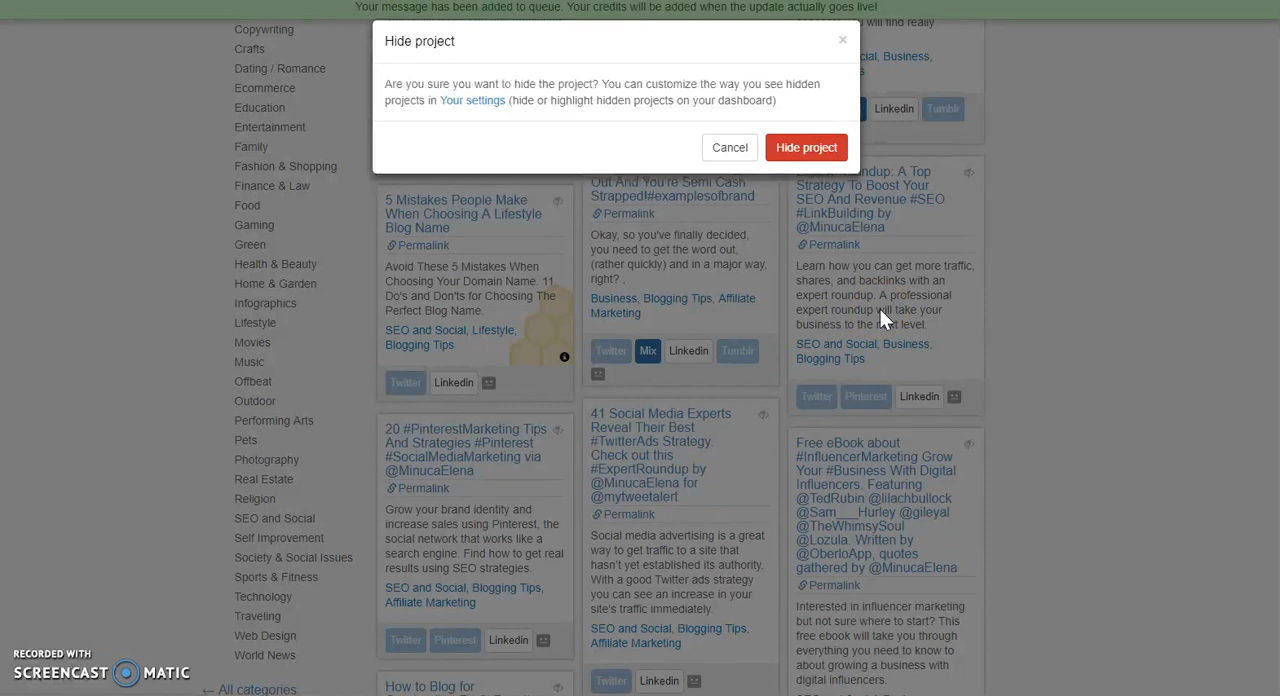 Your message has been added to queue. Your credits will be added when the update actually goes live!
Hide project
×
Are you sure you want to hide the project? You can customize the way you see hidden
projects in Your settings (hide or highlight hidden projects on your dashboard)
Cancel
Hide project
Copywriting
Crafts
Dating / Romance
Ecommerce
Education
Entertainment
Family
Fashion & Shopping
Finance & Law
Food
Gaming
Green
Health & Beauty
Home & Garden
Infographics
Lifestyle
Movies
Music
Offbeat
Outdoor
Performing Arts
Pets
Photography
Real Estate
Religion
SEO and Social
Self Improvement
Society & Social Issues
Sports & Fitness
Technology
Traveling
Web Design
World News
← All categories
5 Mistakes People Make
When Choosing A Lifestyle
Blog Name
Permalink
Avoid These 5 Mistakes When
Choosing Your Domain Name. 11
Do's and Don'ts for Choosing The
Perfect Blog Name.
SEO and Social, Lifestyle,
Blogging Tips
Twitter Linkedin
20 #PinterestMarketing Tips
And Strategies #Pinterest
#SocialMediaMarketing via
@MinucaElena
Permalink
Grow your brand identity and
increase sales using Pinterest, the
social network that works like a
search engine. Find how to get real
results using SEO strategies.
SEO and Social, Blogging Tips,
Affiliate Marketing
Twitter Pinterest Linkedin
How to Blog for
Out And You're Semi Cash
Strapped!#examplesofbrand
Permalink
Okay, so you've finally decided,
you need to get the word out,
(rather quickly) and in a major way,
right? .
Business, Blogging Tips, Affiliate
Marketing
Twitter Mix Linkedin Tumblr
41 Social Media Experts
Reveal Their Best
#TwitterAds Strategy.
Check out this
#ExpertRoundup by
@MinucaElena for
@mytweetalert
Permalink
Social media advertising is a great
way to get traffic to a site that
hasn't yet established its authority.
With a good Twitter ads strategy
you can see an increase in your
site's traffic immediately.
SEO and Social, Blogging Tips,
Affiliate Marketing
Twitter Linkedin
will find really
Business,
Linkedin Tumblr
A Top
Strategy To Boost Your
SEO And Revenue #SEO
#LinkBuilding by
@MinucaElena
Permalink
Learn how you can get more traffic,
shares, and backlinks with an
expert roundup. A professional
expert roundup will take your
business to the level.
SEO and Social, Business,
Blogging Tips
Twitter Pinterest Linkedin
Free eBook about
#InfluencerMarketing Grow
Your #Business With Digital
Influencers. Featuring
@TedRubin @lilachbullock
@Sam___Hurley @gileyal
@TheWhimsySoul
@Lozula. Written by
@OberloApp, quotes
gathered by @MinucaElena
Permalink
Interested in influencer marketing
but not sure where to start? This
free ebook will take you through
everything you need to know to
about growing a business with
digital influencers.
RECORDED WITH
SCREENCAST MATIC